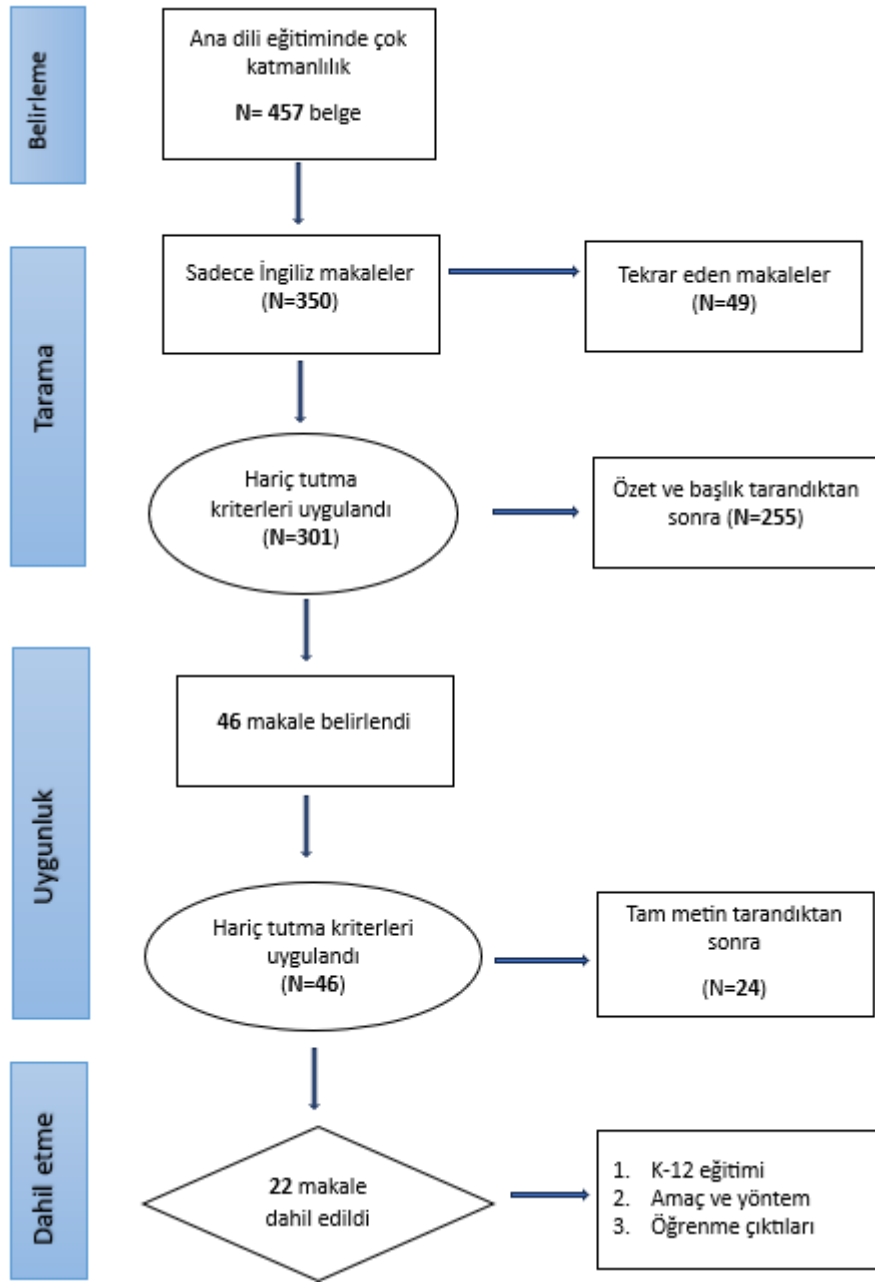 Belirleme
Ana dili eğitiminde çok
katmanlılık
N= 457 belge
Tarama
Sadece İngiliz makaleler
(N=350)
Tekrar eden makaleler
(N=49)
Hariç tutma
kriterleri uygulandı
(N=301)
Özet ve başlık tarandıktan
sonra (N=255)
Uygunluk
46 makale belirlendi
Hariç tutma kriterleri
uygulandı
(N=46)
Tam metin tarandıktan
sonra
(N=24)
Dahil etme
22 makale
dahil edildi
1. K-12 eğitimi
2. Amaç ve yöntem
3. Öğrenme çıktıları